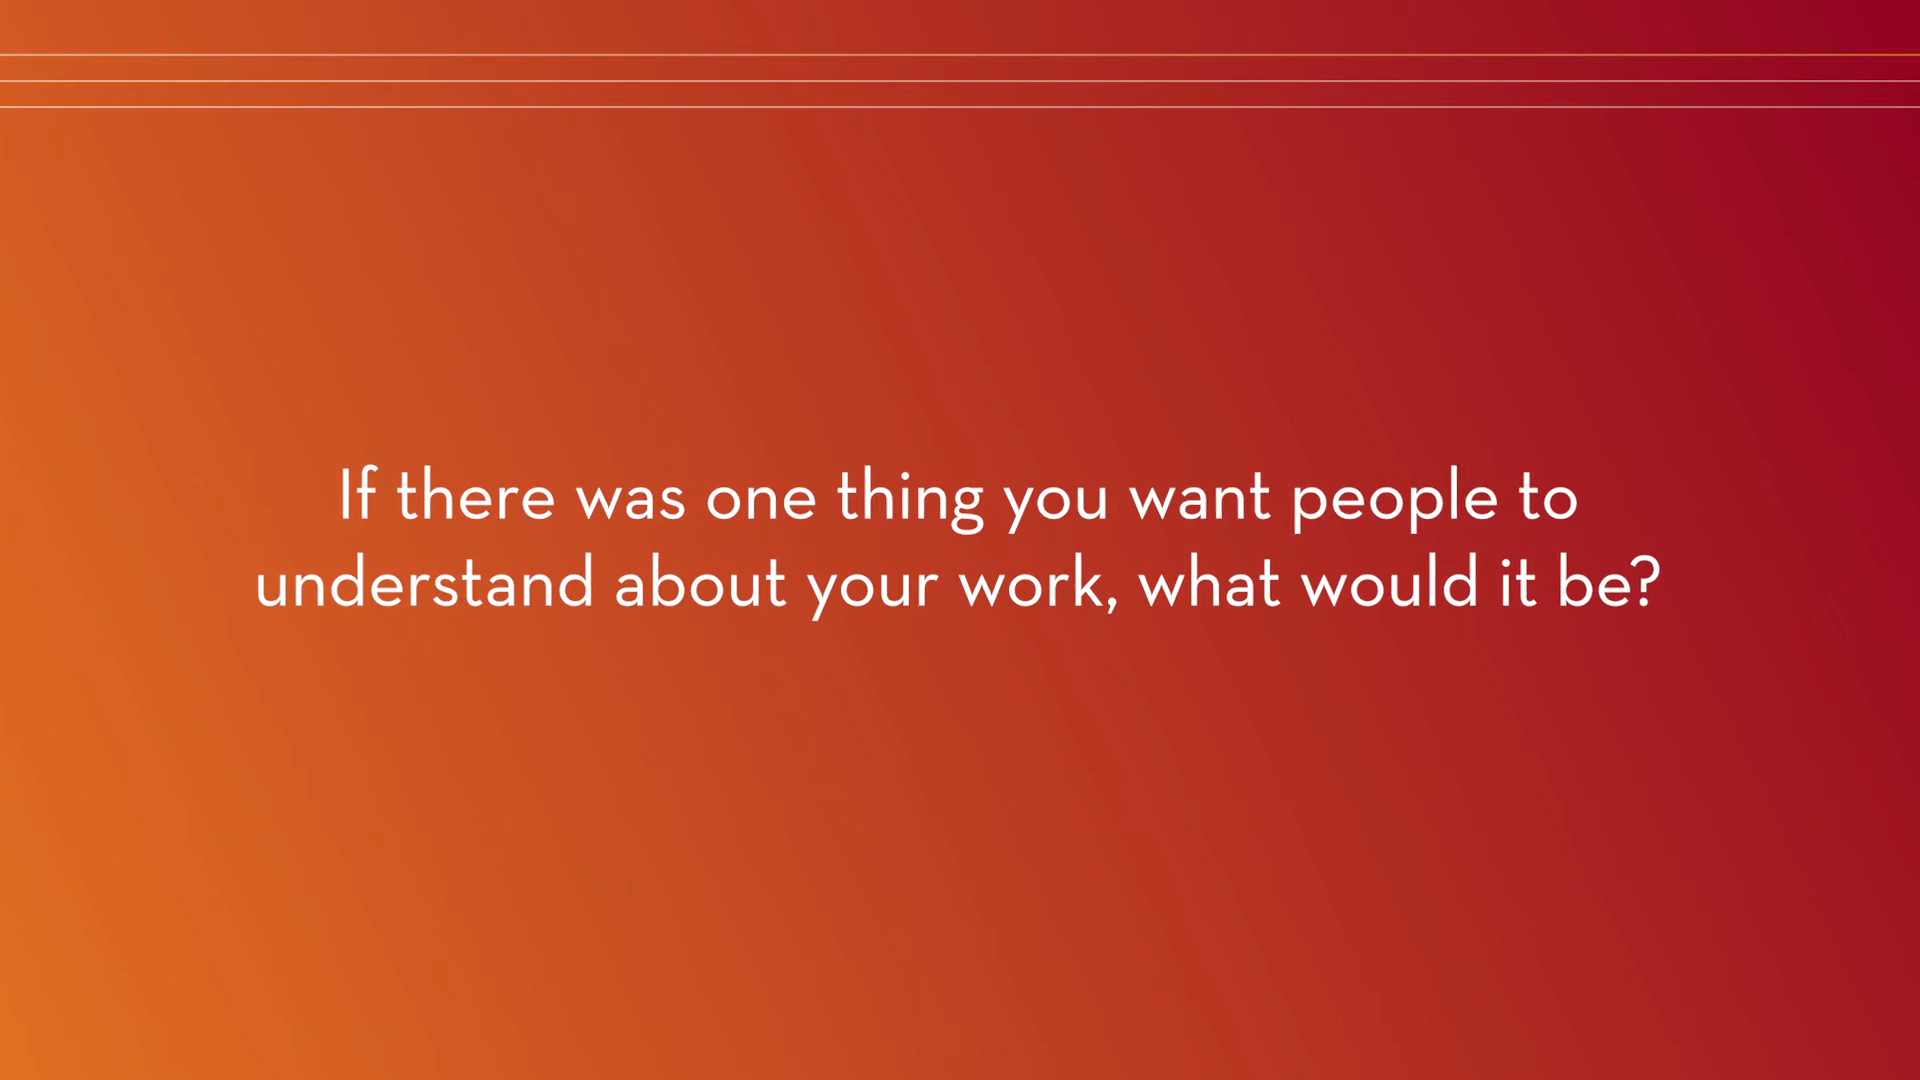 If there was one thing you want people to
understand about your work, what would it be?